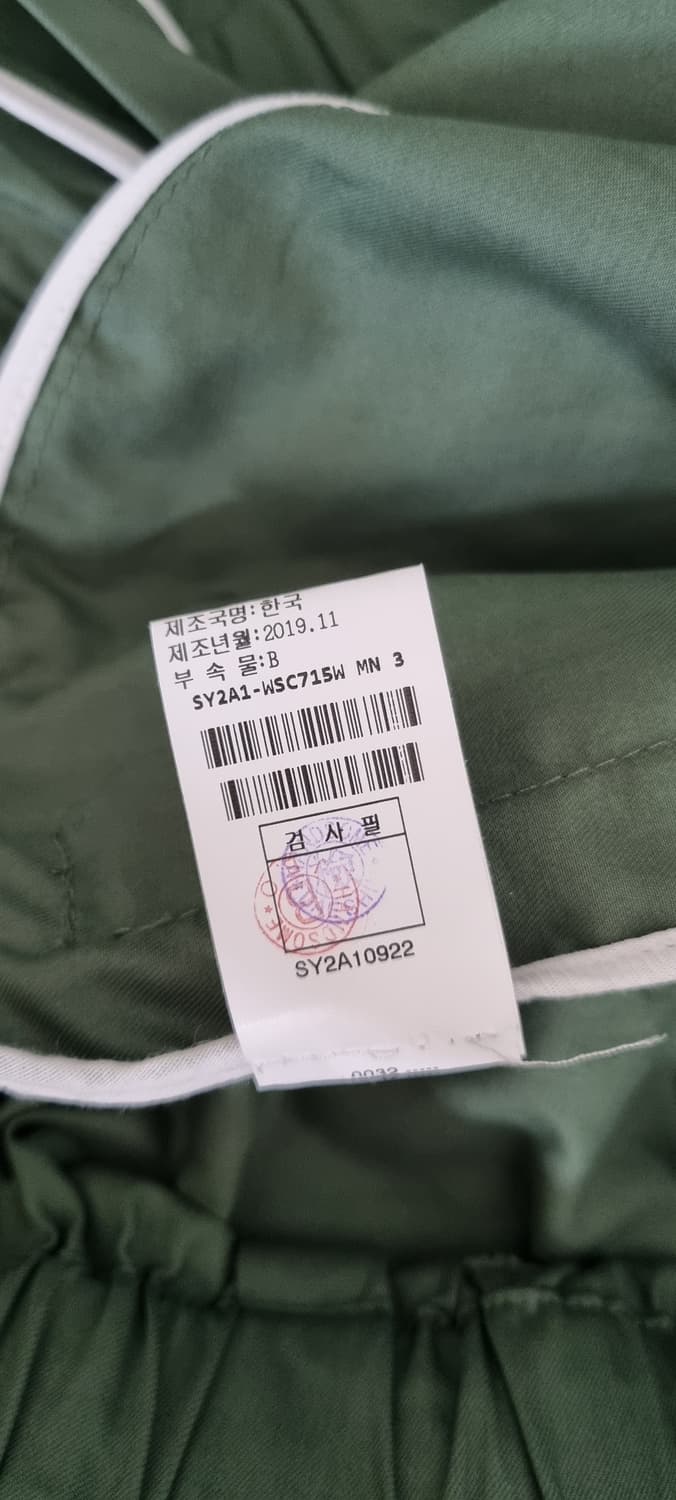 제조국명:한국
제조년월:2019.11
부 속 물:B
SY2A1-WSC715W MN 3
검 사 필
SY2A10922
0032